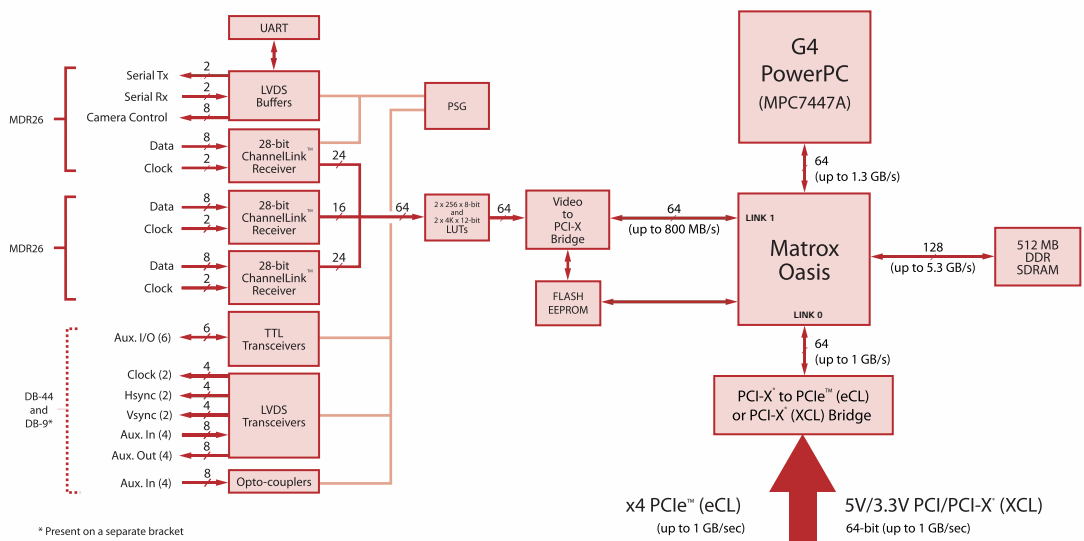 UART
Serial Tx
2
Serial Rx
2
Camera Control
8
LVDS
Buffers
PSG
MDR26
Data
8
Clock
2
28-bit
ChannelLink™
Receiver
24
MDR26
Data
8
Clock
2
28-bit
ChannelLink™
Receiver
16
64
2 x 256 x 8-bit
and
2 x 4K x 12-bit
LUTs
64
Video
to
PCI-X
Bridge
64
(up to 800 MB/s)
Data
8
Clock
2
28-bit
ChannelLink™
Receiver
24
FLASH
EEPROM
G4
PowerPC
(MPC7447A)
64
(up to 1.3 GB/s)
LINK 1
Matrox
Oasis
LINK 0
128
(up to 5.3 GB/s)
512 MB
DDR
SDRAM
64
(up to 1 GB/s)
PCI-X® to PCIe™ (eCL)
or PCI-X® (XCL) Bridge
x4 PCIe™ (eCL)
(up to 1 GB/sec)
5V/3.3V PCI/PCI-X® (XCL)
64-bit (up to 1 GB/sec)
DB-44
and
DB-9*
Aux. I/O (6)
6
TTL
Transceivers
Clock (2)
4
Hsync (2)
4
Vsync (2)
4
Aux. In (4)
8
Aux. Out (4)
8
LVDS
Transceivers
Aux. In (4)
8
Opto-couplers
* Present on a separate bracket